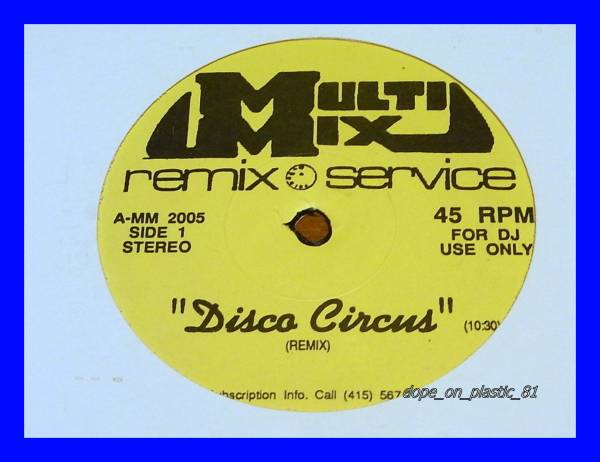 MULTI
MIX
remix service
A-MM 2005
SIDE 1
STEREO
45 RPM
FOR DJ
USE ONLY
"Disco Circus" (10:30)
(REMIX)
ubscription Info. Call (415) 567
dope_on_plastic_81